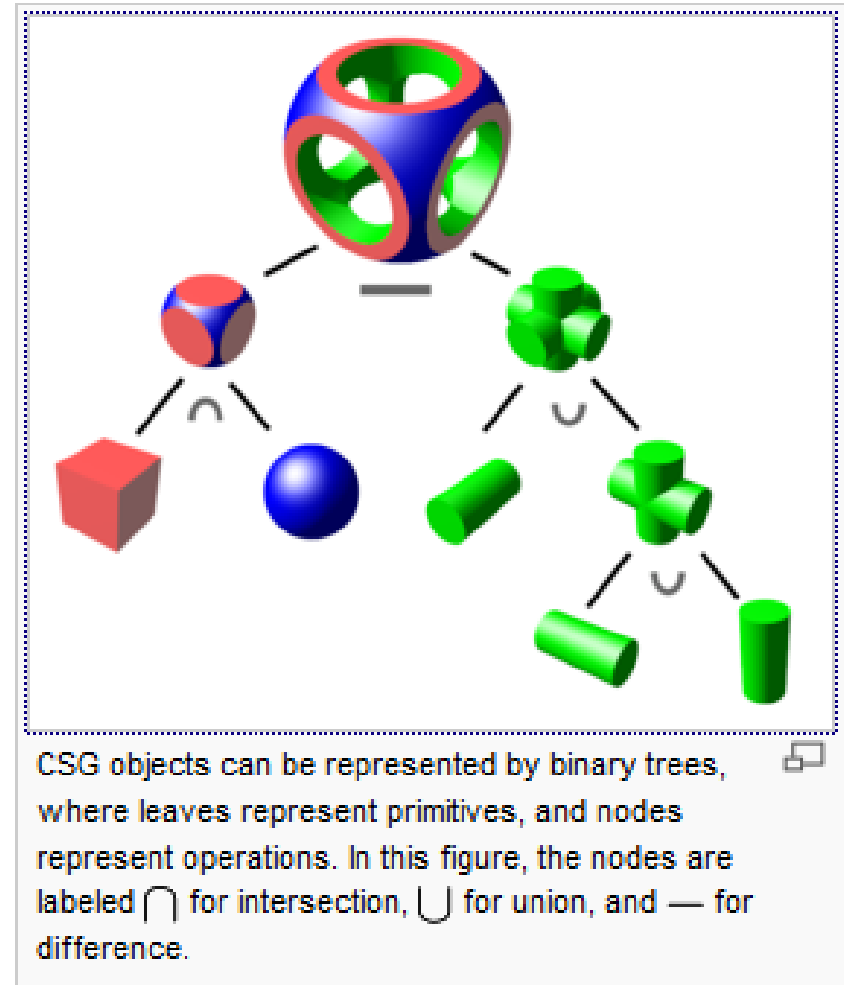 —
∩
∪
∪
CSG objects can be represented by binary trees,
where leaves represent primitives, and nodes
represent operations. In this figure, the nodes are
labeled ⋂ for intersection, ⋃ for union, and — for
difference.